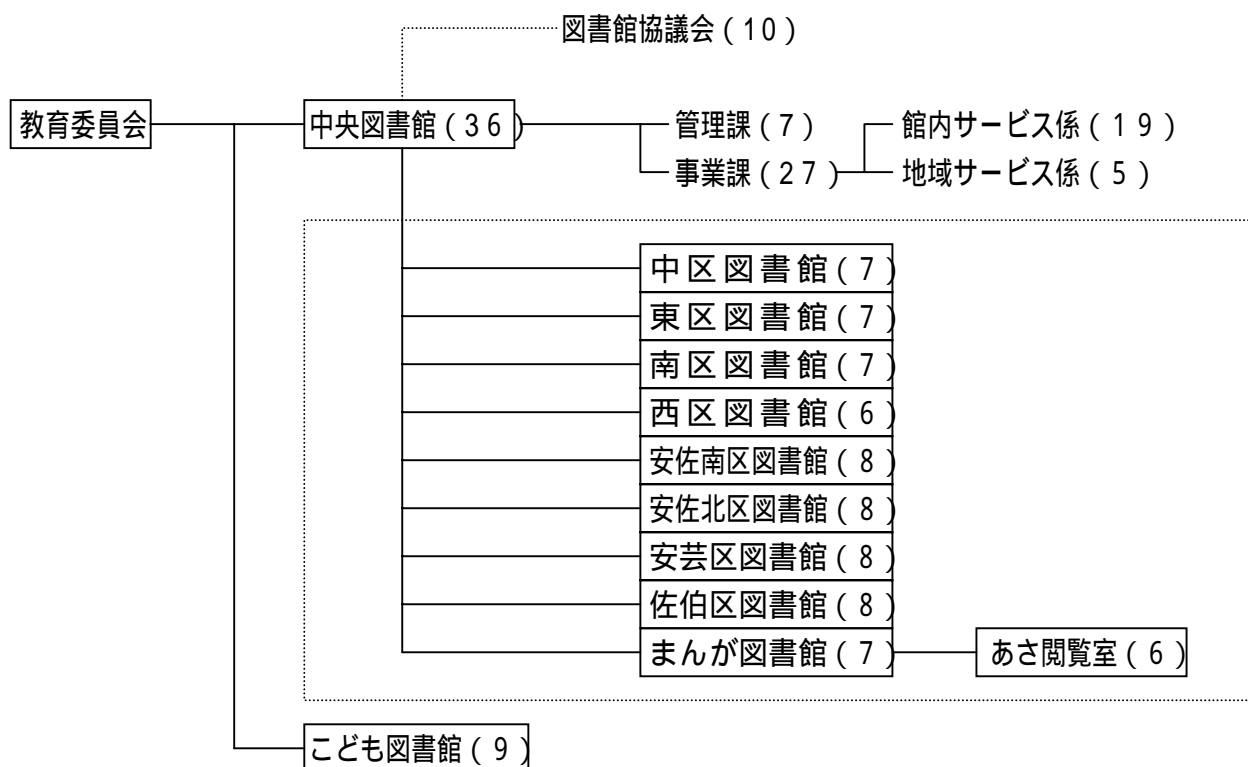 図書館協議会(10)
教育委員会
中央図書館(36)
管理課(7)
館内サービス係(19)
事業課(27)
地域サービス係(5)
中区図書館(7)
東区図書館(7)
南区図書館(7)
西区図書館(6)
安佐南区図書館(8)
安佐北区図書館(8)
安芸区図書館(8)
佐伯区図書館(8)
まんが図書館(7)
あさ閲覧室(6)
こども図書館(9)